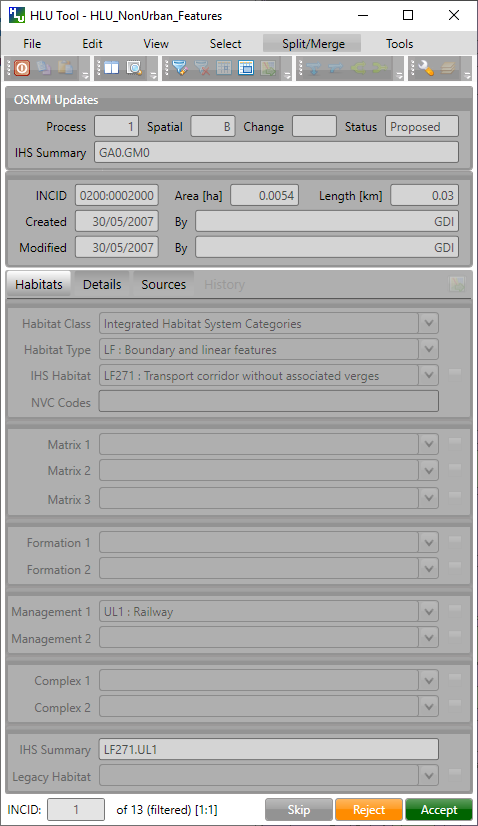 HLU Tool - HLU_NonUrban_Features
File Edit View Select Split/Merge Tools
OSMM Updates
Process 1 Spatial B Change Status Proposed
IHS Summary GA0.GM0
INCID 0200:0002000 Area [ha] 0.0054 Length [km] 0.03
Created 30/05/2007 By GDI
Modified 30/05/2007 By GDI
Habitats Details Sources History
Habitat Class Integrated Habitat System Categories
Habitat Type LF : Boundary and linear features
IHS Habitat LF271 : Transport corridor without associated verges
NVC Codes
Matrix 1
Matrix 2
Matrix 3
Formation 1
Formation 2
Management 1 UL1 : Railway
Management 2
Complex 1
Complex 2
IHS Summary LF271.UL1
Legacy Habitat
INCID: 1 of 13 (filtered) [1:1] Skip Reject Accept